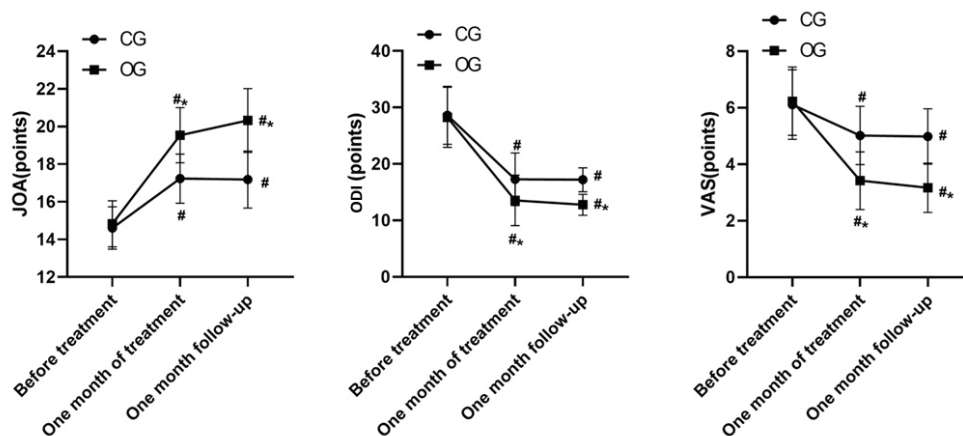 CG
OG
JOA(points)
24
22
20
18
16
14
12
#*
#*
#
#
Before treatment
One month of treatment
One month follow-up
CG
OG
ODI (points)
40
30
20
10
0
#
#
#*
#*
Before treatment
One month of treatment
One month follow-up
CG
OG
VAS(points)
8
6
4
2
0
#
#
#*
#*
Before treatment
One month of treatment
One month follow-up